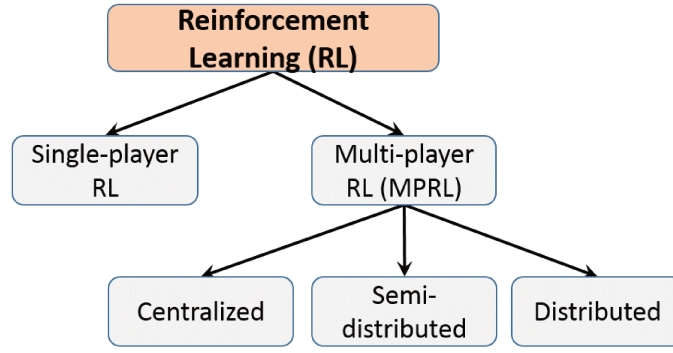 Reinforcement
Learning (RL)
Single-player
RL
Multi-player
RL (MPRL)
Centralized
Semi-
distributed
Distributed